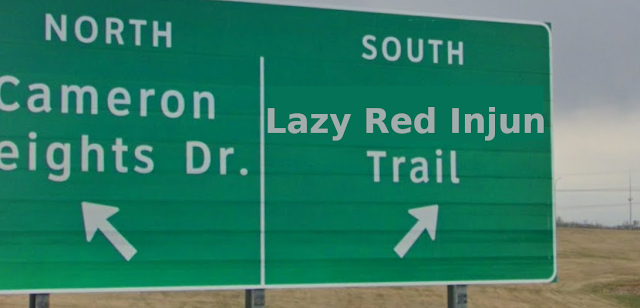 NORTH
Cameron
eights Dr.
SOUTH
Lazy Red Injun
Trail